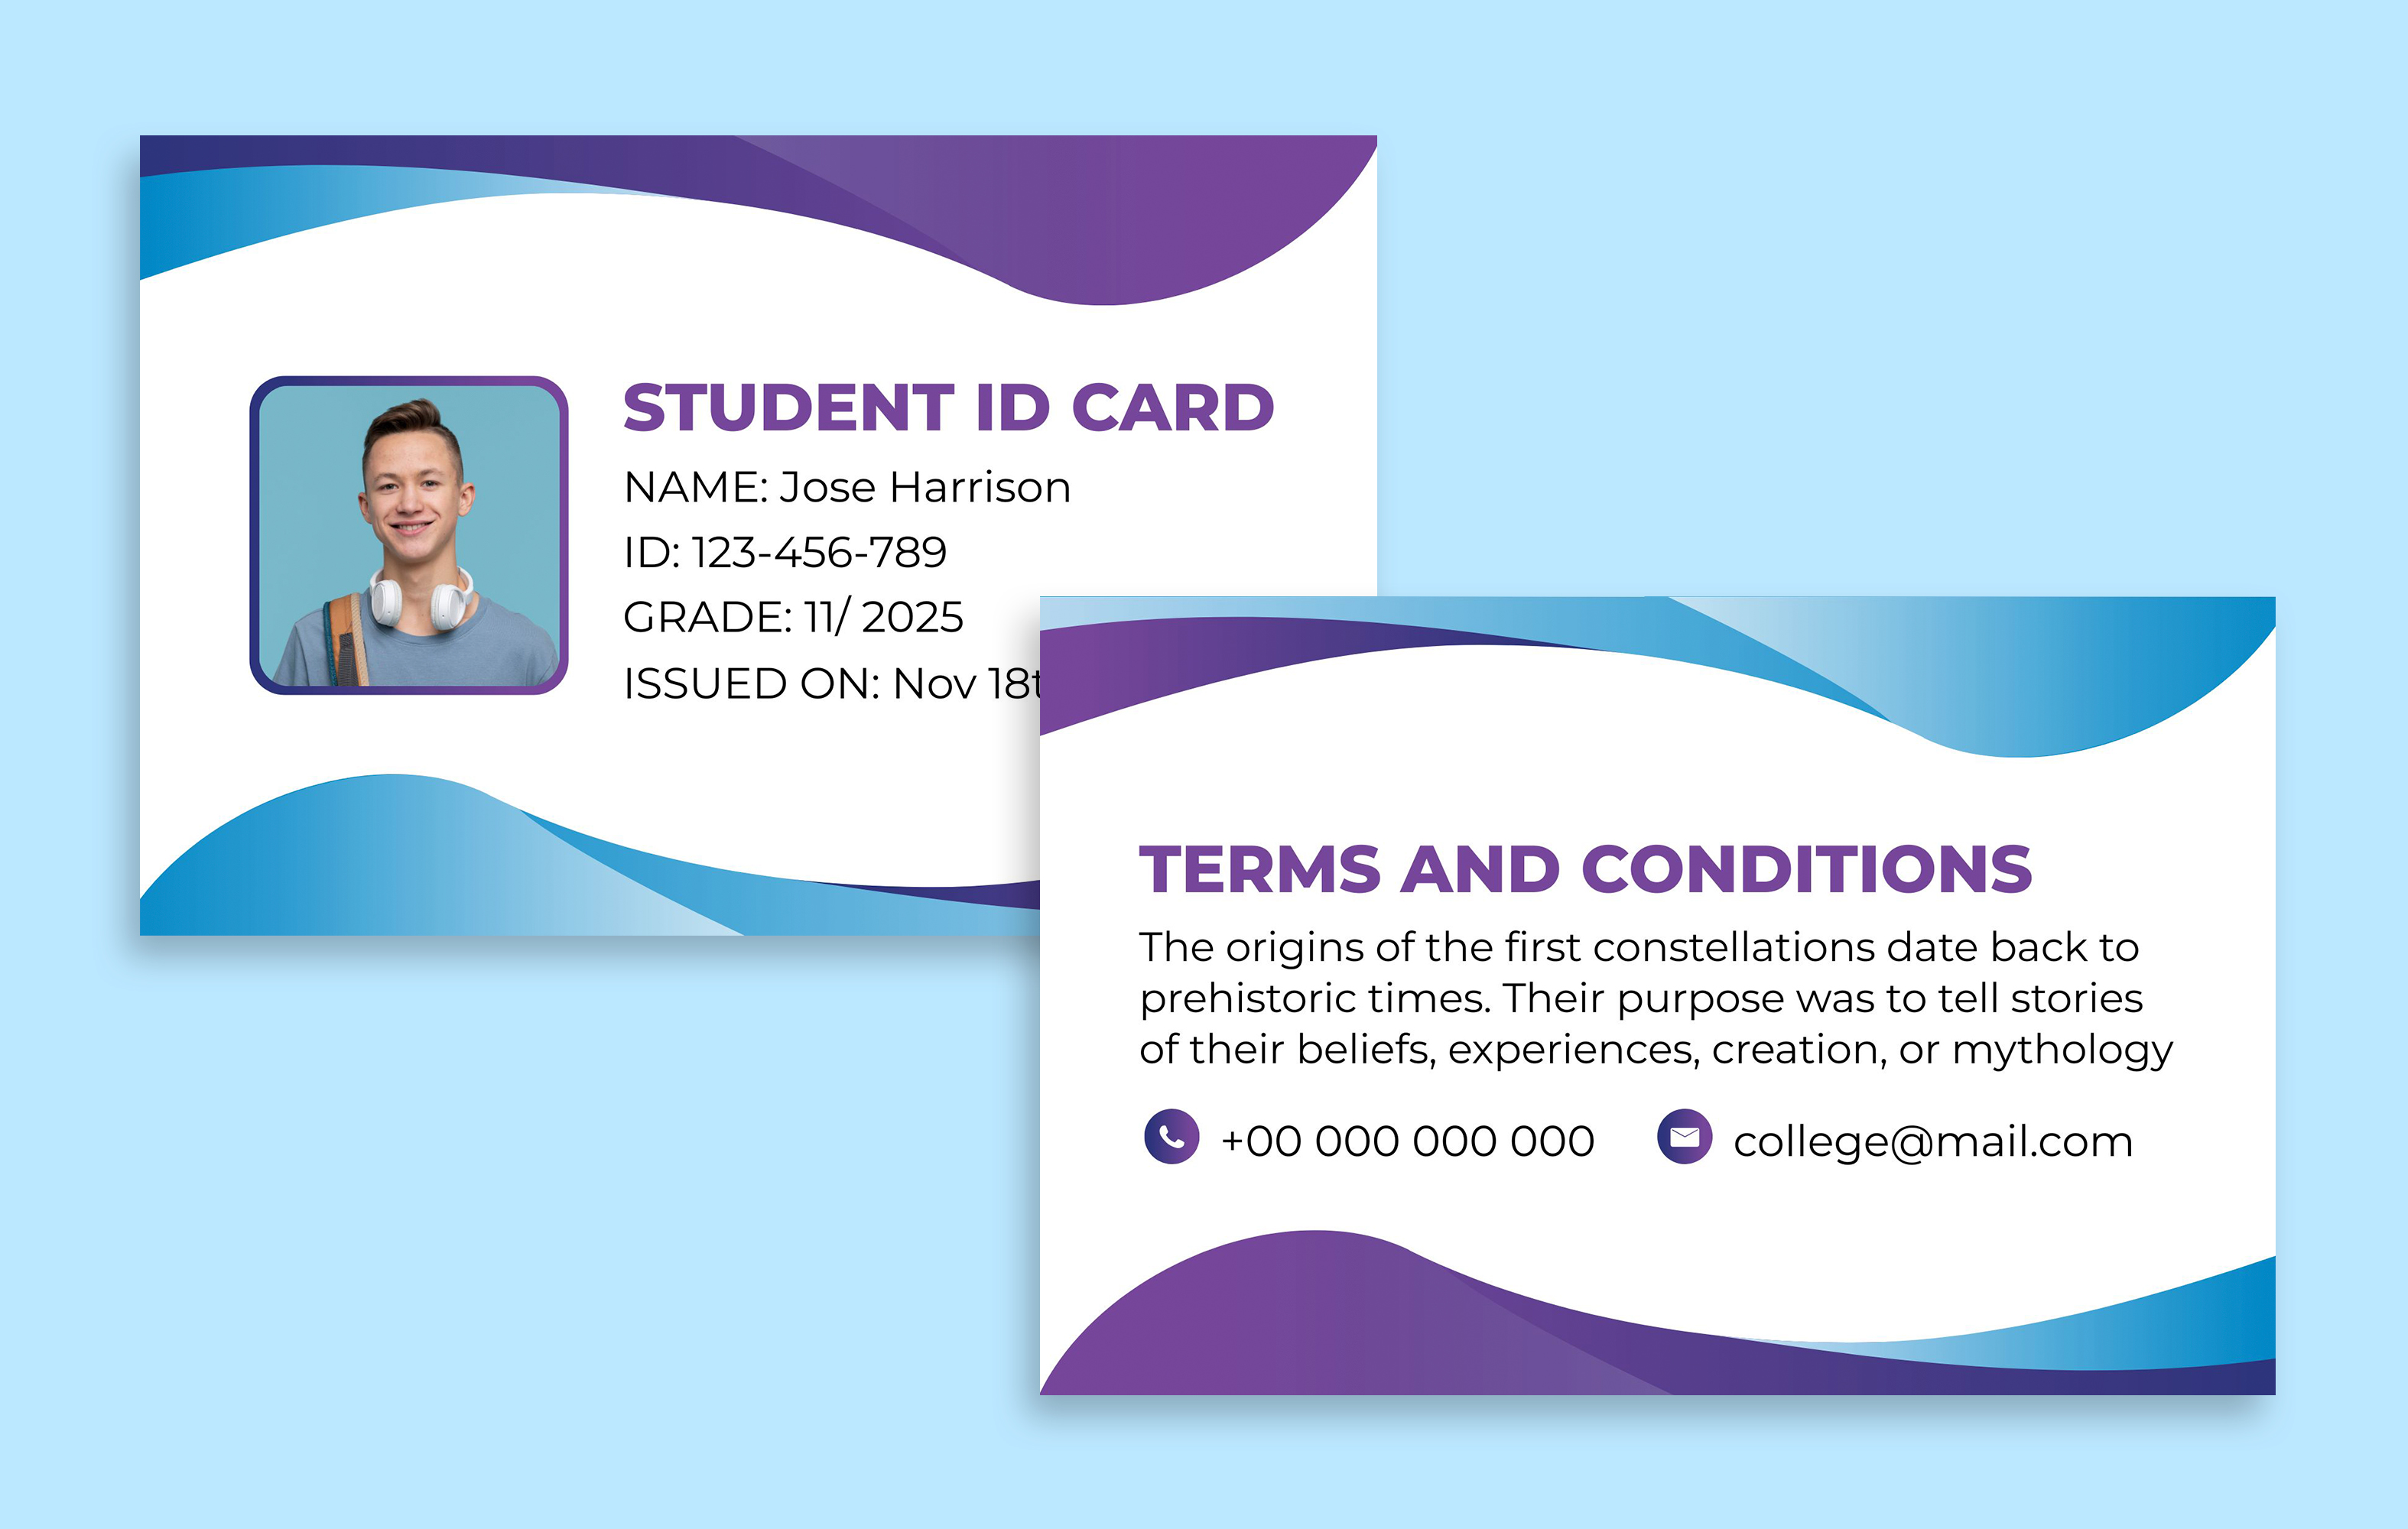 STUDENT ID CARD
NAME: Jose Harrison
ID: 123-456-789
GRADE: 11/ 2025
ISSUED ON: Nov 18t
TERMS AND CONDITIONS
The origins of the first constellations date back to
prehistoric times. Their purpose was to tell stories
of their beliefs, experiences, creation, or mythology
+00 000 000 000 college@mail.com